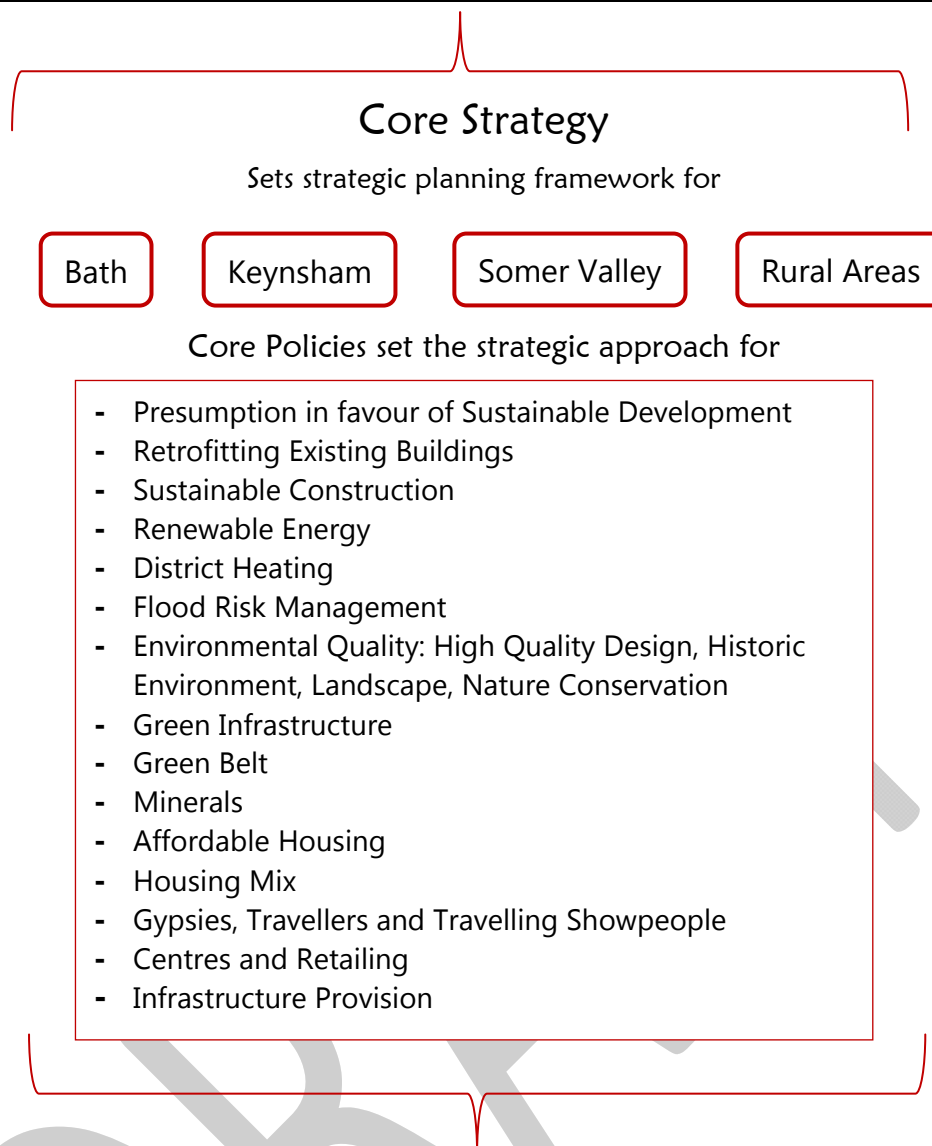 Core Strategy
Sets strategic planning framework for
Bath Keynsham Somer Valley Rural Areas
Core Policies set the strategic approach for
- Presumption in favour of Sustainable Development
- Retrofitting Existing Buildings
- Sustainable Construction
- Renewable Energy
- District Heating
- Flood Risk Management
- Environmental Quality: High Quality Design, Historic
Environment, Landscape, Nature Conservation
- Green Infrastructure
- Green Belt
- Minerals
- Affordable Housing
- Housing Mix
- Gypsies, Travellers and Travelling Showpeople
- Centres and Retailing
- Infrastructure Provision